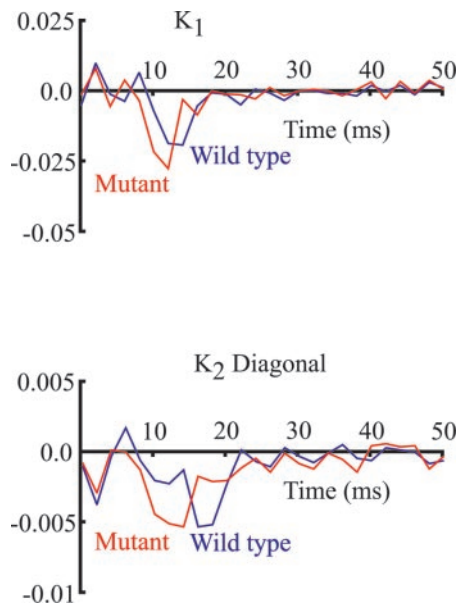 K1
0.025
0.0
10 20 30 40 50
Time (ms)
-0.025
Wild type
Mutant
-0.05
K2 Diagonal
0.005
10 20 30 40 50
0.0
Time (ms)
-0.005
Mutant Wild type
-0.01